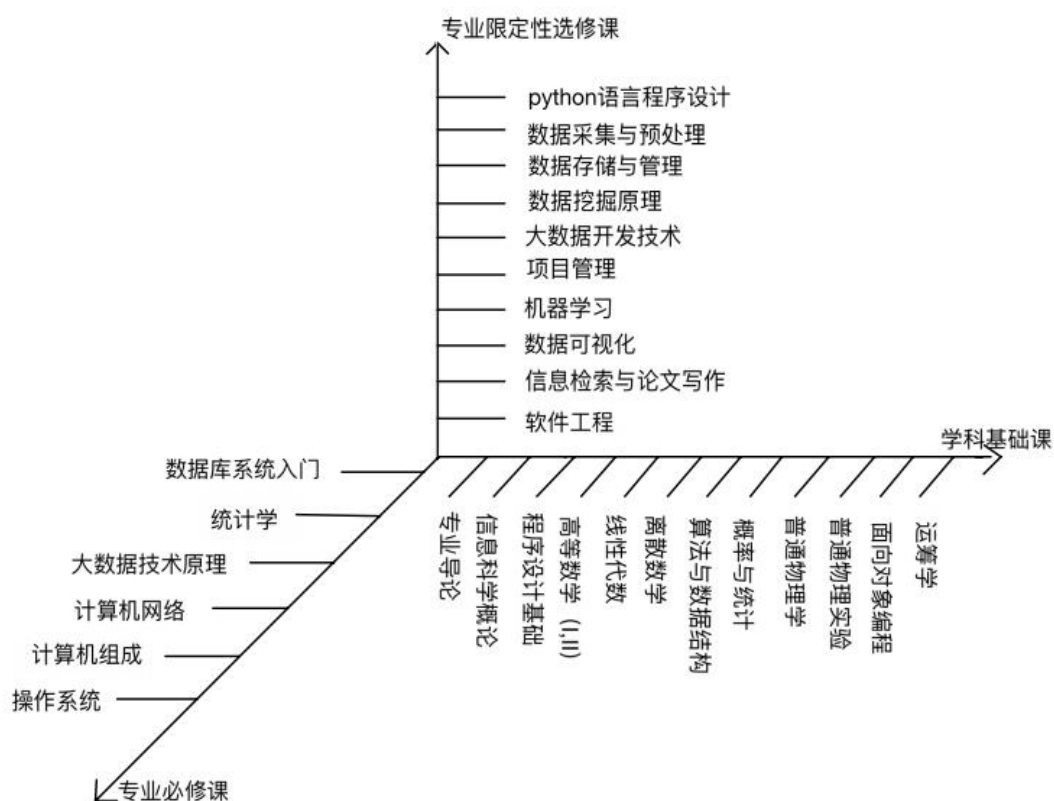 专业限定性选修课
python语言程序设计
数据采集与预处理
数据存储与管理
数据挖掘原理
大数据开发技术
项目管理
机器学习
数据可视化
信息检索与论文写作
软件工程
学科基础课
数据库系统入门
统计学
大数据技术原理
计算机网络
计算机组成
操作系统
专业必修课
专业导论
信息科学概论
程序设计基础
高等数学（I,II）
线性代数
离散数学
算法与数据结构
概率与统计
普通物理学
普通物理实验
面向对象编程
运筹学